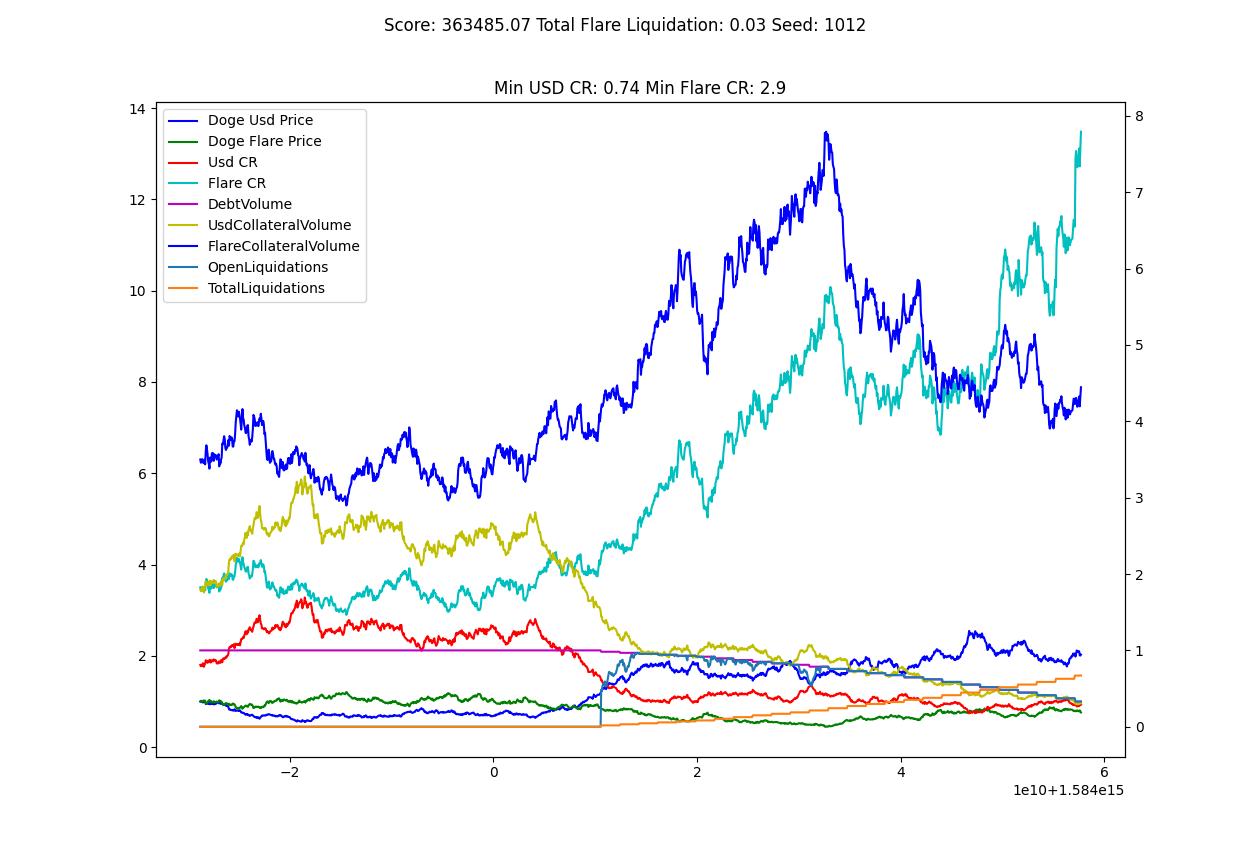 Score: 363485.07 Total Flare Liquidation: 0.03 Seed: 1012
Min USD CR: 0.74 Min Flare CR: 2.9
Doge Usd Price
Doge Flare Price
Usd CR
Flare CR
DebtVolume
UsdCollateralVolume
FlareCollateralVolume
OpenLiquidations
TotalLiquidations
14
12
10
8
6
4
2
0
8
7
6
5
4
3
2
1
0
−2 0 2 4 6
1e10+1.584e15